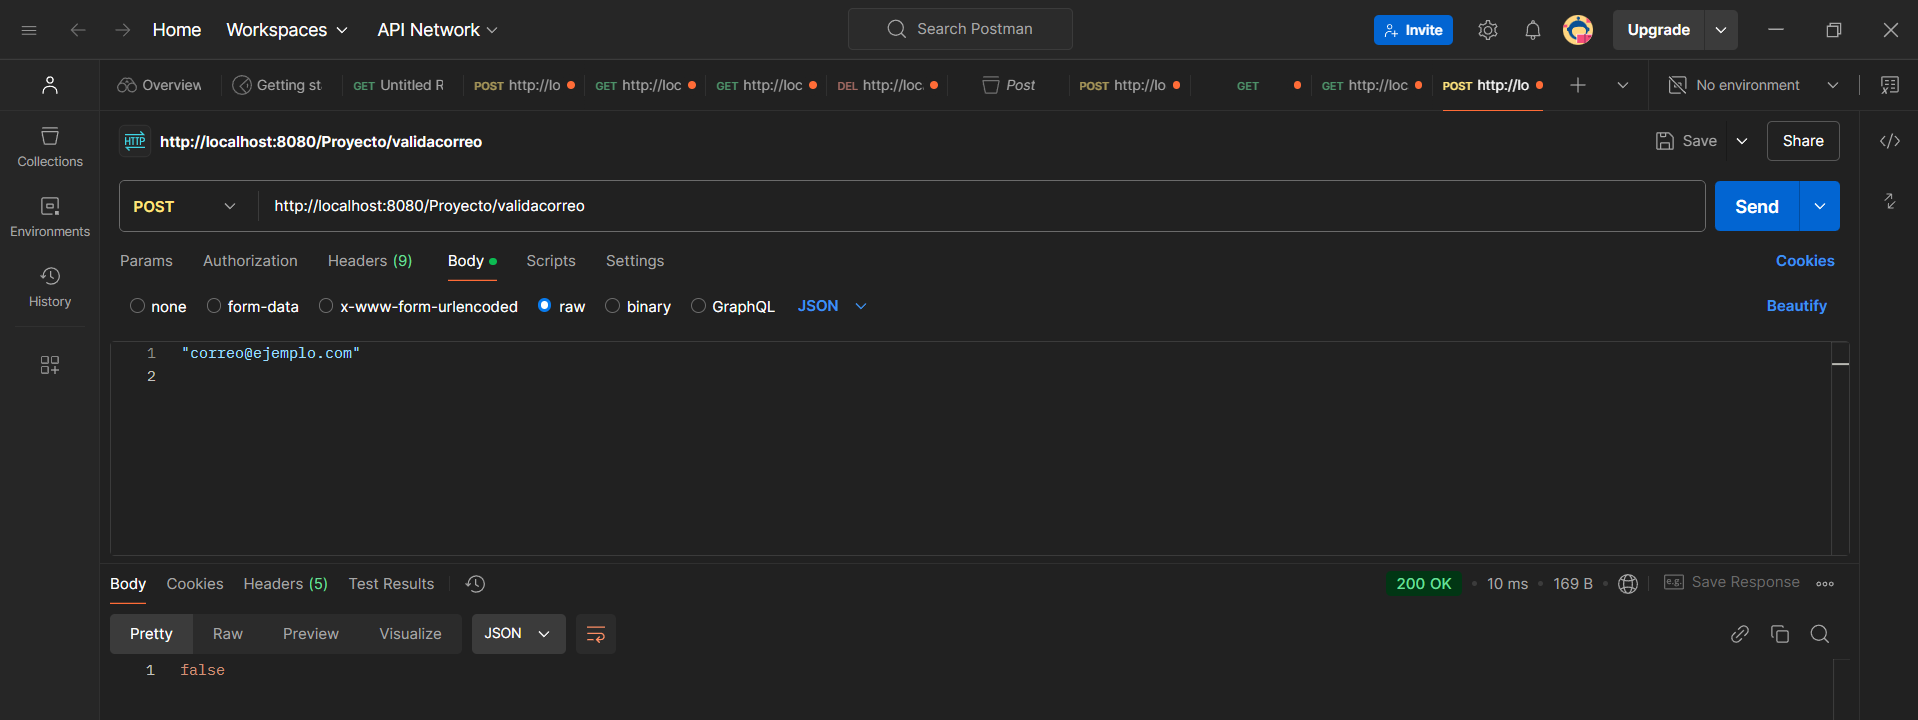 Home Workspaces API Network Search Postman Invite Upgrade
Overview Getting st GET Untitled R POST http://lo GET http://loc GET http://loc DEL http://loc. Post POST http://lo GET GET http://loc POST http://lo No environment
HTTP http://localhost:8080/Proyecto/validacorreo Save Share
Collections
POST http://localhost:8080/Proyecto/validacorreo Send
Environments
Params Authorization Headers (9) Body Scripts Settings Cookies
History
none form-data x-www-form-urlencoded raw binary GraphQL JSON Beautify
1 "correo@ejemplo.com"
2
Body Cookies Headers (5) Test Results 200 OK 10 ms 169 B e.g. Save Response
Pretty Raw Preview Visualize JSON
1 false